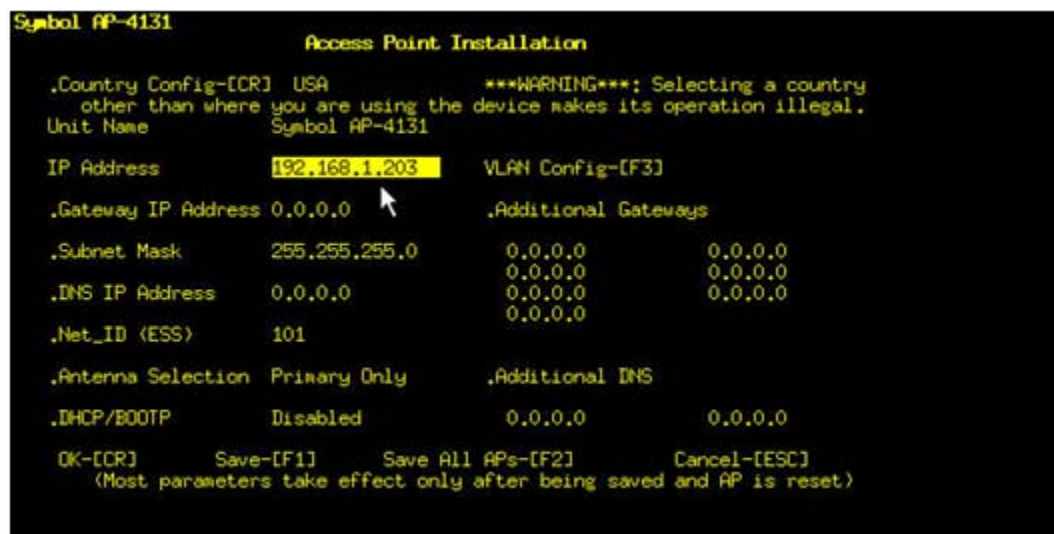 Symbol AP-4131
Access Point Installation
.Country Config-[CR] USA ***WARNING***: Selecting a country
other than where you are using the device makes its operation illegal.
Unit Name Symbol AP-4131
IP Address 192.168.1.203 VLAN Config-[F3]
.Gateway IP Address 0.0.0.0 .Additional Gateways
.Subnet Mask 255.255.255.0 0.0.0.0 0.0.0.0
0.0.0.0 0.0.0.0
.DNS IP Address 0.0.0.0 0.0.0.0 0.0.0.0
0.0.0.0
.Net_ID (ESS) 101
.Antenna Selection Primary Only .Additional DNS
.DHCP/BOOTP Disabled 0.0.0.0 0.0.0.0
OK-[CR] Save-[F1] Save All APs-[F2] Cancel-[ESC]
(Most parameters take effect only after being saved and AP is reset)